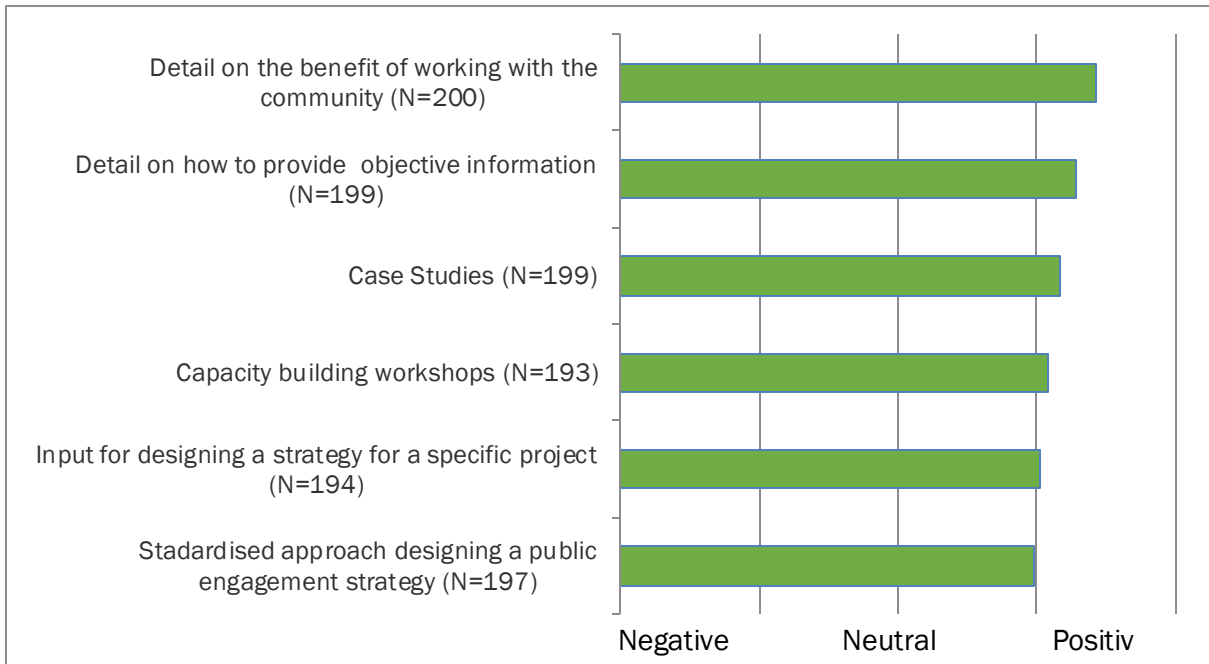 Detail on the benefit of working with the
community (N=200)
Detail on how to provide  objective information
(N=199)
Case Studies (N=199)
Capacity building workshops (N=193)
Input for designing a strategy for a specific project
(N=194)
Stadardised approach designing a public
engagement strategy (N=197)
Negative Neutral Positiv